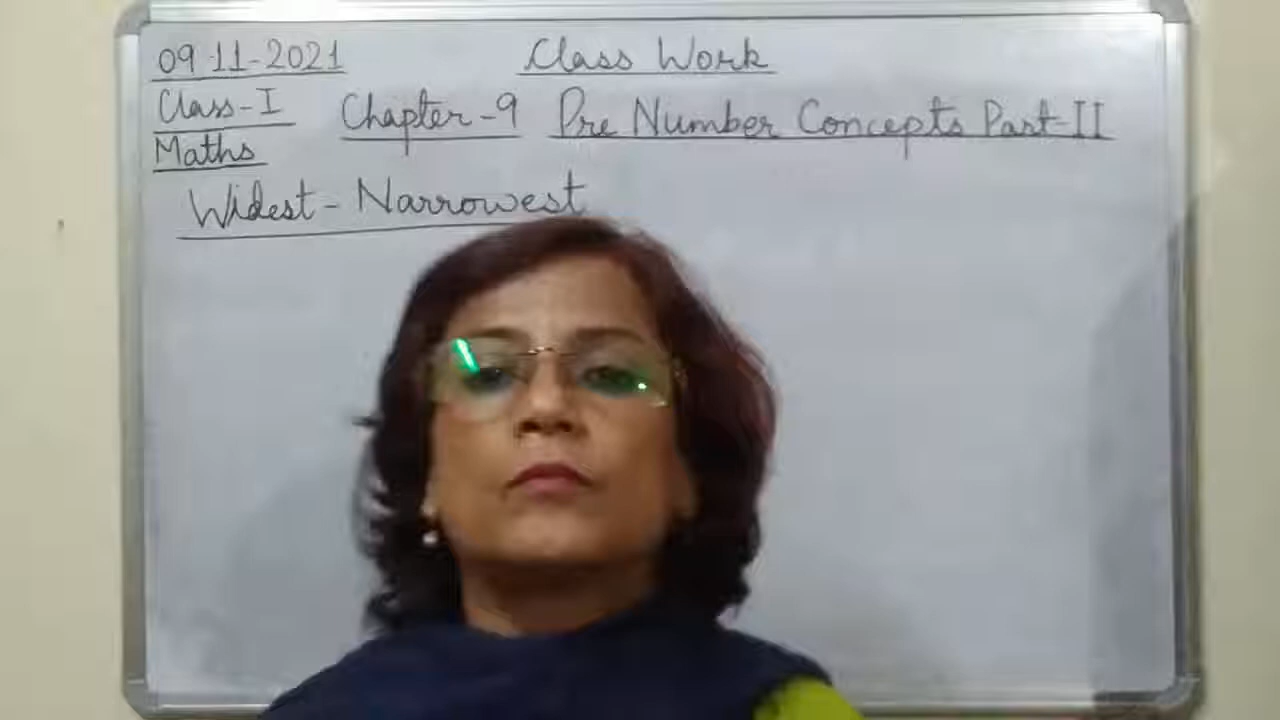 09-11-2021 Class Work
Class-I Chapter-9 Pre Number Concepts Part-II
Maths
Widest - Narrowest